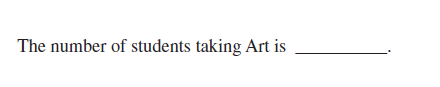 The number of students taking Art is __________.